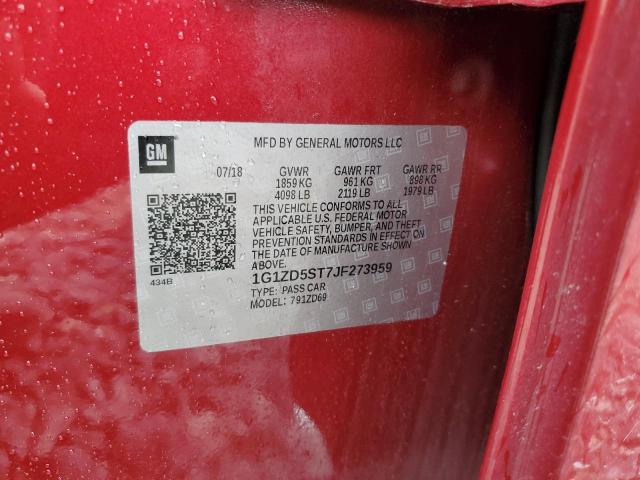 GM
MFD BY GENERAL MOTORS LLC
07/18 GVWR GAWR FRT GAWR RR
1859 KG 961 KG 898 KG
4098 LB 2119 LB 1979 LB
THIS VEHICLE CONFORMS TO ALL
APPLICABLE U.S. FEDERAL MOTOR
VEHICLE SAFETY, BUMPER, AND THEFT
PREVENTION STANDARDS IN EFFECT ON
THE DATE OF MANUFACTURE SHOWN
ABOVE.
434B
1G1ZD5ST7JF273959
TYPE: PASS CAR
MODEL: 791ZD69